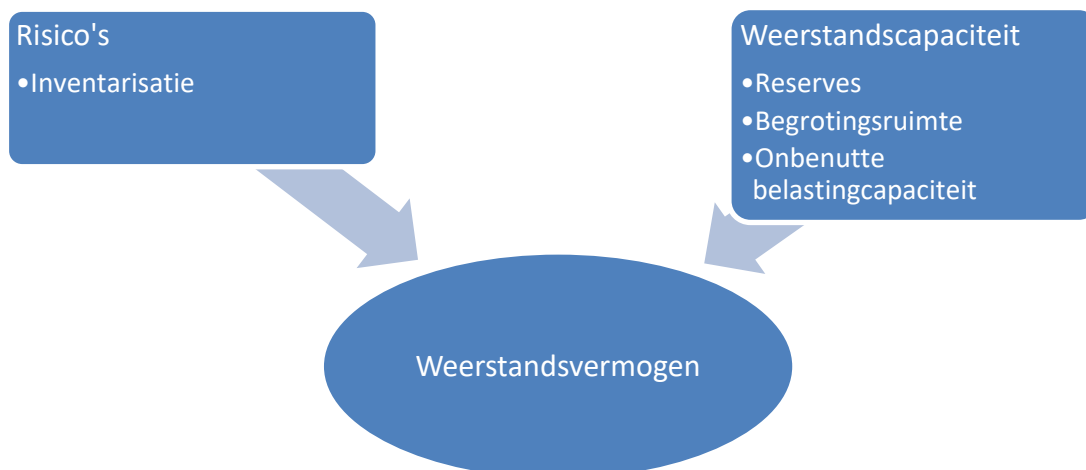 Risico's
•Inventarisatie
Weerstandscapaciteit
•Reserves
•Begrotingsruimte
•Onbenutte
belastingcapaciteit
Weerstandsvermogen